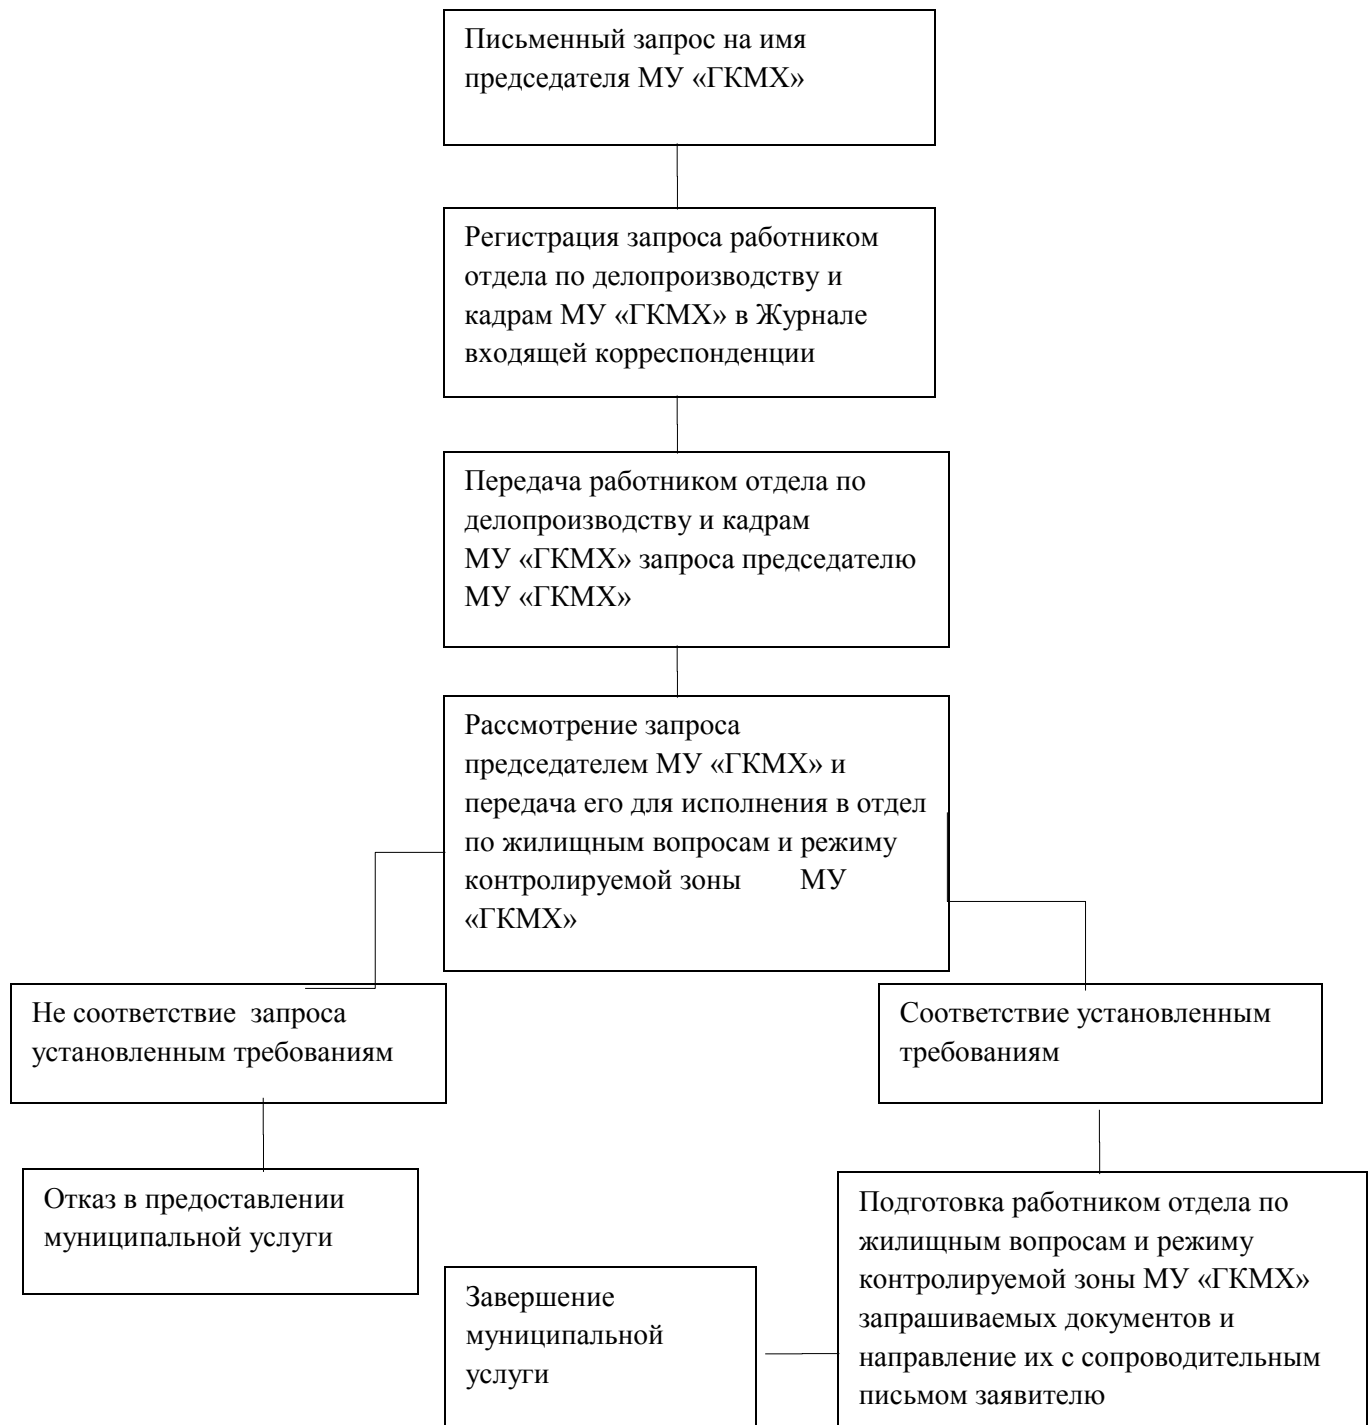 Письменный запрос на имя
председателя МУ «ГКМХ»
Регистрация запроса работником
отдела по делопроизводству и
кадрам МУ «ГКМХ» в Журнале
входящей корреспонденции
Передача работником отдела по
делопроизводству и кадрам
МУ «ГКМХ» запроса председателю
МУ «ГКМХ»
Рассмотрение запроса
председателем МУ «ГКМХ» и
передача его для исполнения в отдел
по жилищным вопросам и режиму
контролируемой зоны МУ
«ГКМХ»
Не соответствие запроса
установленным требованиям
Соответствие установленным
требованиям
Отказ в предоставлении
муниципальной услуги
Подготовка работником отдела по
жилищным вопросам и режиму
контролируемой зоны МУ «ГКМХ»
запрашиваемых документов и
направление их с сопроводительным
письмом заявителю
Завершение
муниципальной
услуги